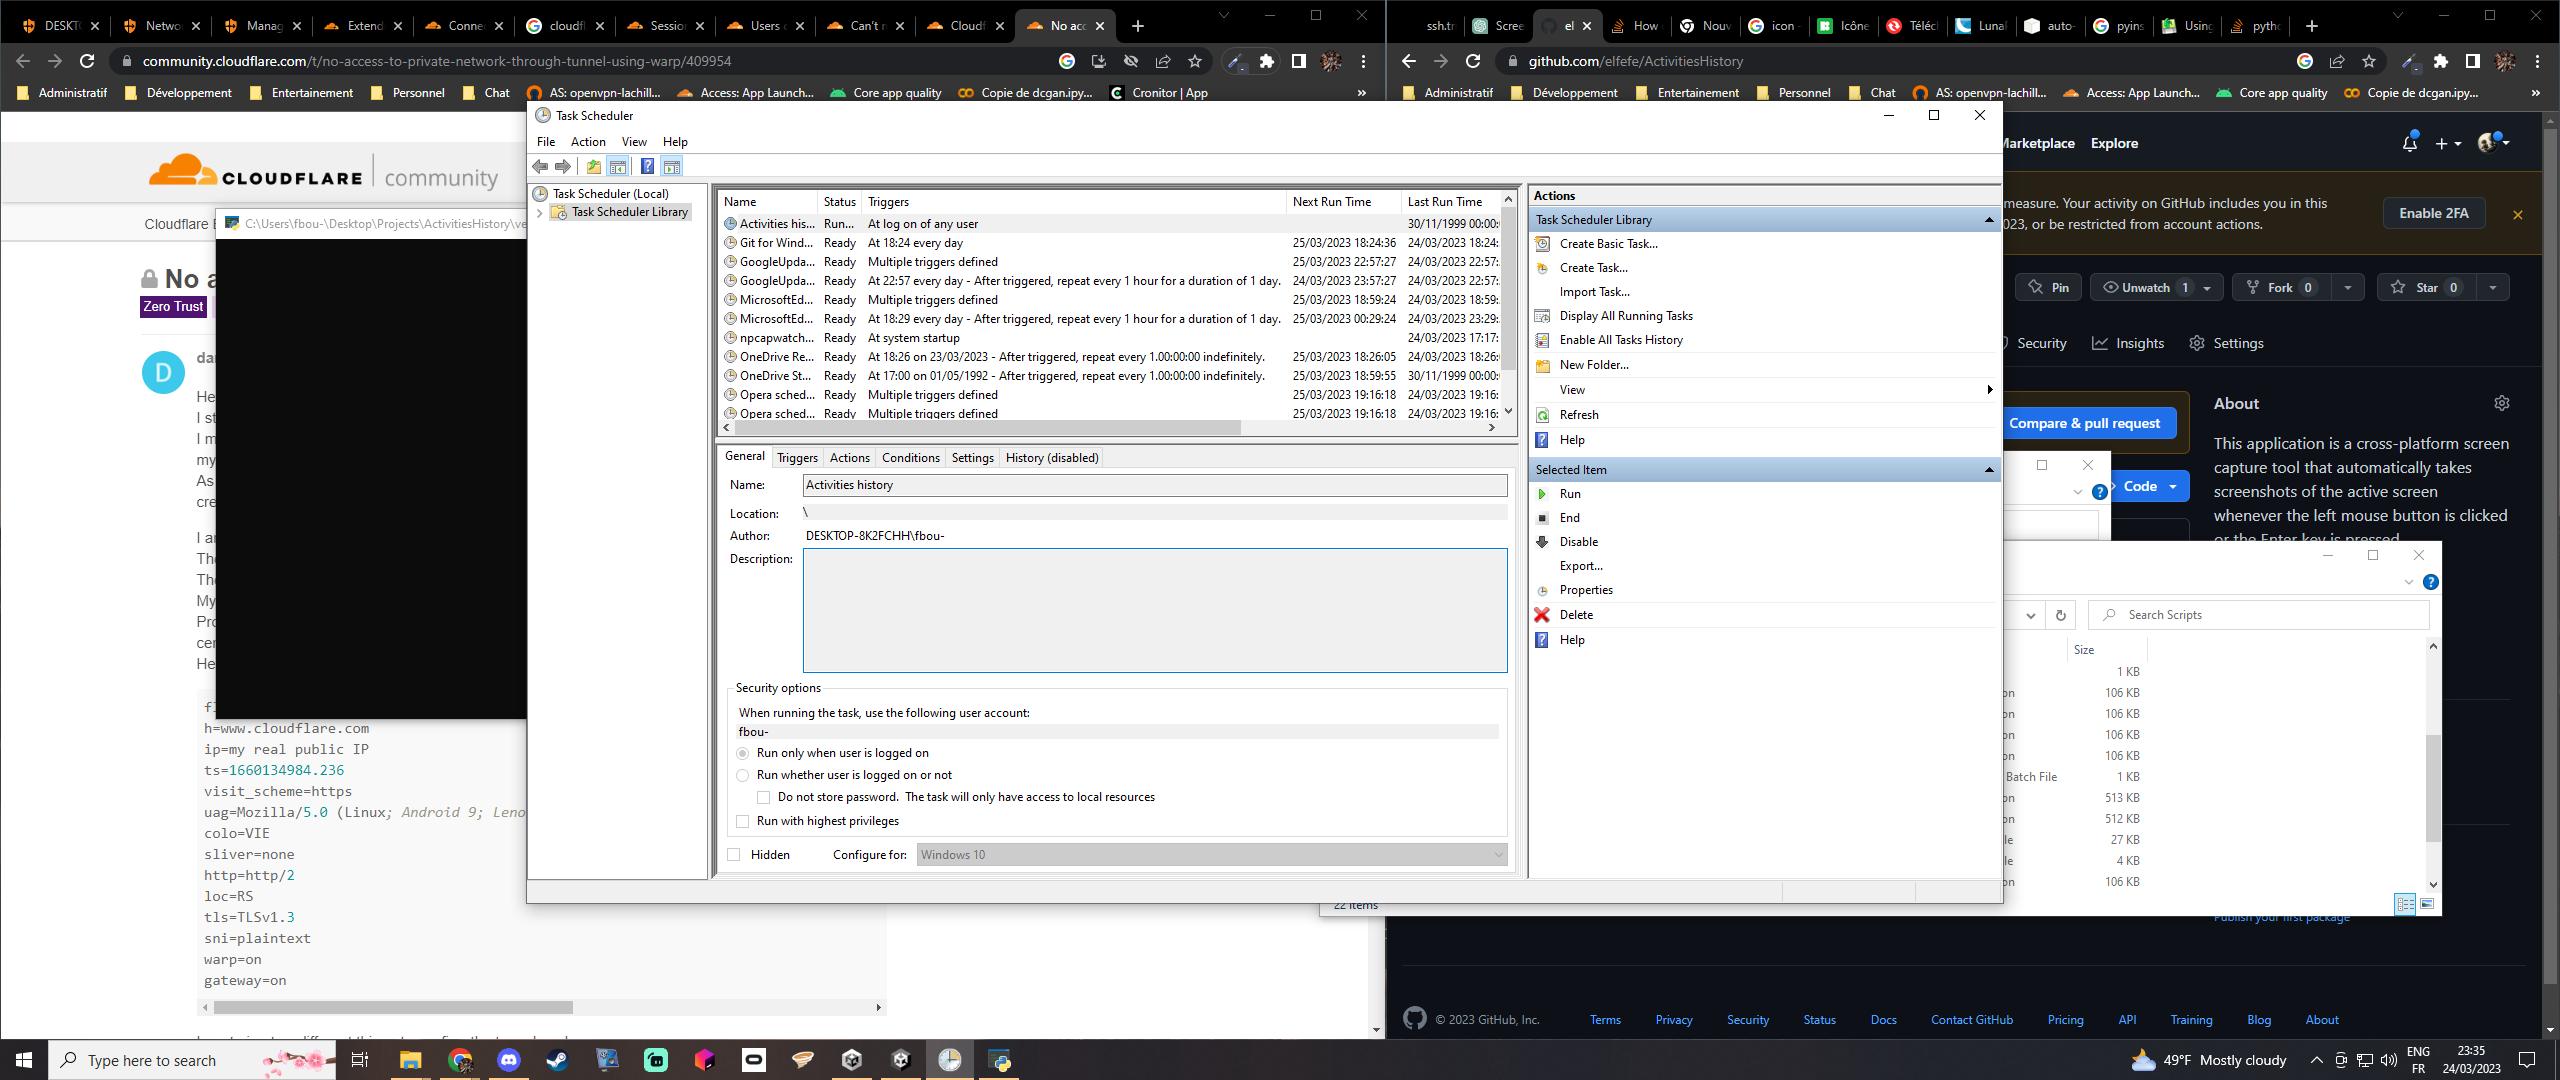 DESKT
Netwo
Manag
Extend
Conne
cloudfl
Session
Users c
Can't r
Cloudf
No acc
community.cloudflare.com/t/no-access-to-private-network-through-tunnel-using-warp/409954
Administratif
Développement
Entertainement
Personnel
Chat
AS: openvpn-lachill...
Access: App Launch...
Core app quality
Copie de dcgan.ipy...
Cronitor | App
»
ssh.tr
Scree
el
How
Nouv
icon -
Icône
Téléc
Lunal
auto-
pyins
Using
pytho
github.com/elfefe/ActivitiesHistory
Administratif
Développement
Entertainement
Personnel
Chat
AS: openvpn-lachill...
Access: App Launch...
Core app quality
Copie de dcgan.ipy...
»
CLOUDFLARE
community
Cloudflare
C:\Users\fbou-\Desktop\Projects\ActivitiesHistory\ve
No a
Zero Trust
D
da
He
I st
I m
my
As
cre
I a
The
The
My
Pro
cer
He
fl
h=www.cloudflare.com
ip=my real public IP
ts=1660134984.236
visit_scheme=https
uag=Mozilla/5.0 (Linux; Android 9; Leno
colo=VIE
sliver=none
http=http/2
loc=RS
tls=TLSv1.3
sni=plaintext
warp=on
gateway=on
Task Scheduler
File Action View Help
Task Scheduler (Local)
Task Scheduler Library
Name Status Triggers Next Run Time Last Run Time
Activities his... Run... At log on of any user 30/11/1999 00:00:
Git for Wind... Ready At 18:24 every day 25/03/2023 18:24:36 24/03/2023 18:24:
GoogleUpda... Ready Multiple triggers defined 25/03/2023 22:57:27 24/03/2023 22:57:
GoogleUpda... Ready At 22:57 every day - After triggered, repeat every 1 hour for a duration of 1 day. 24/03/2023 23:57:27 24/03/2023 22:57:
MicrosoftEd... Ready Multiple triggers defined 25/03/2023 18:59:24 24/03/2023 18:59:
MicrosoftEd... Ready At 18:29 every day - After triggered, repeat every 1 hour for a duration of 1 day. 25/03/2023 00:29:24 24/03/2023 23:29:
npcapwatch... Ready At system startup 24/03/2023 17:17:
OneDrive Re... Ready At 18:26 on 23/03/2023 - After triggered, repeat every 1.00:00:00 indefinitely. 25/03/2023 18:26:05 24/03/2023 18:26:
OneDrive St... Ready At 17:00 on 01/05/1992 - After triggered, repeat every 1.00:00:00 indefinitely. 25/03/2023 18:59:55 30/11/1999 00:00:
Opera sched... Ready Multiple triggers defined 25/03/2023 19:16:18 24/03/2023 19:16:
Opera sched... Ready Multiple triggers defined 25/03/2023 19:16:18 24/03/2023 19:16:
General Triggers Actions Conditions Settings History (disabled)
Name: Activities history
Location: \
Author: DESKTOP-8K2FCHH\fbou-
Description:
Security options
When running the task, use the following user account:
fbou-
Run only when user is logged on
Run whether user is logged on or not
Do not store password. The task will only have access to local resources
Run with highest privileges
Hidden Configure for: Windows 10
Actions
Task Scheduler Library
Create Basic Task...
Create Task...
Import Task...
Display All Running Tasks
Enable All Tasks History
New Folder...
View
Refresh
Help
Selected Item
Run
End
Disable
Export...
Properties
Delete
Help
Marketplace Explore
measure. Your activity on GitHub includes you in this
023, or be restricted from account actions.
Enable 2FA
Pin
Unwatch 1
Fork 0
Star 0
Security
Insights
Settings
Compare & pull request
Code
About
This application is a cross-platform screen
capture tool that automatically takes
screenshots of the active screen
whenever the left mouse button is clicked
or the Enter key is pressed
Search Scripts
Size
1 KB
on 106 KB
on 106 KB
on 106 KB
on 106 KB
Batch File 1 KB
on 513 KB
on 512 KB
le 27 KB
le 4 KB
on 106 KB
22 items
Publish your first package
© 2023 GitHub, Inc.
Terms
Privacy
Security
Status
Docs
Contact GitHub
Pricing
API
Training
Blog
About
Type here to search
49°F Mostly cloudy
ENG
FR
23:35
24/03/2023